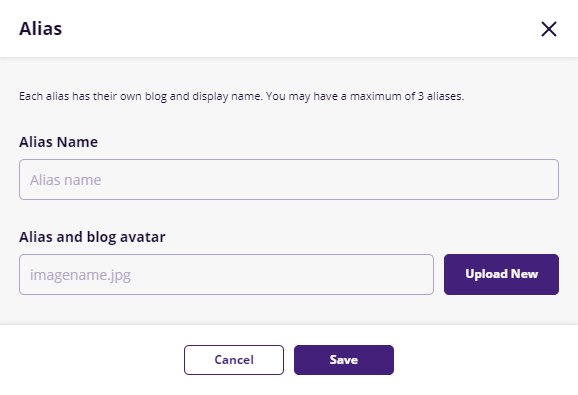 Alias
Each alias has their own blog and display name. You may have a maximum of 3 aliases.
Alias Name
Alias name
Alias and blog avatar
imagename.jpg
Upload New
Cancel
Save